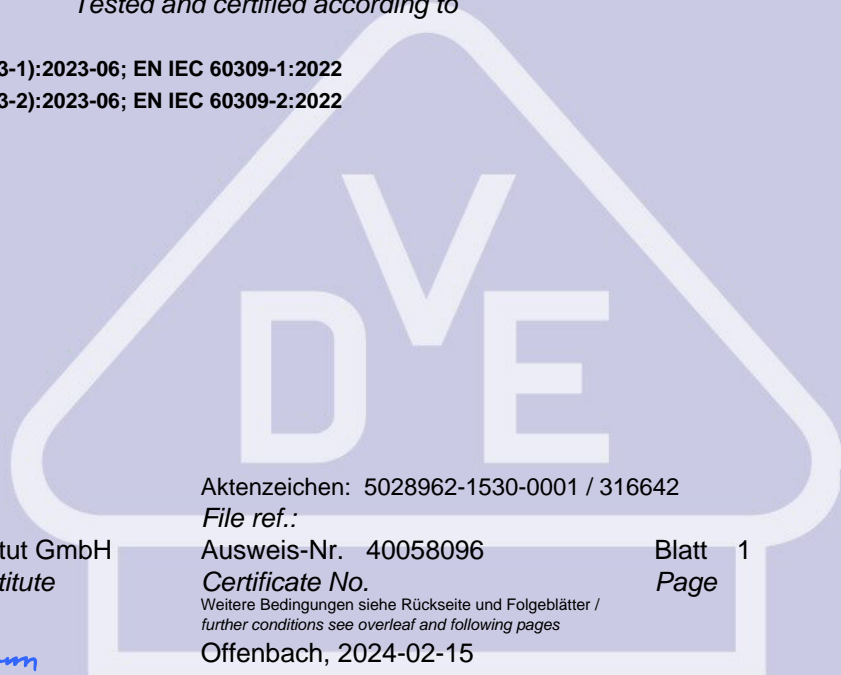 Tested and certified according to
3-1):2023-06; EN IEC 60309-1:2022
3-2):2023-06; EN IEC 60309-2:2022
DVE
Aktenzeichen: 5028962-1530-0001 / 316642
File ref.:
tut GmbH Ausweis-Nr. 40058096 Blatt 1
titute Certificate No. Page
Weitere Bedingungen siehe Rückseite und Folgeblätter /
further conditions see overleaf and following pages
Offenbach, 2024-02-15